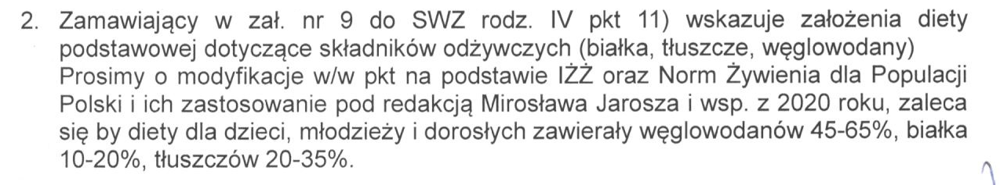 2. Zamawiający w zał. nr 9 do SWZ rodz. IV pkt 11) wskazuje założenia diety
podstawowej dotyczące składników odżywczych (białka, tłuszcze, węglowodany)
Prosimy o modyfikacje w/w pkt na podstawie IŻŻ oraz Norm Żywienia dla Populacji
Polski i ich zastosowanie pod redakcją Mirosława Jarosza i wsp. z 2020 roku, zaleca
się by diety dla dzieci, młodzieży i dorosłych zawierały węglowodanów 45-65%, białka
10-20%, tłuszczów 20-35%.